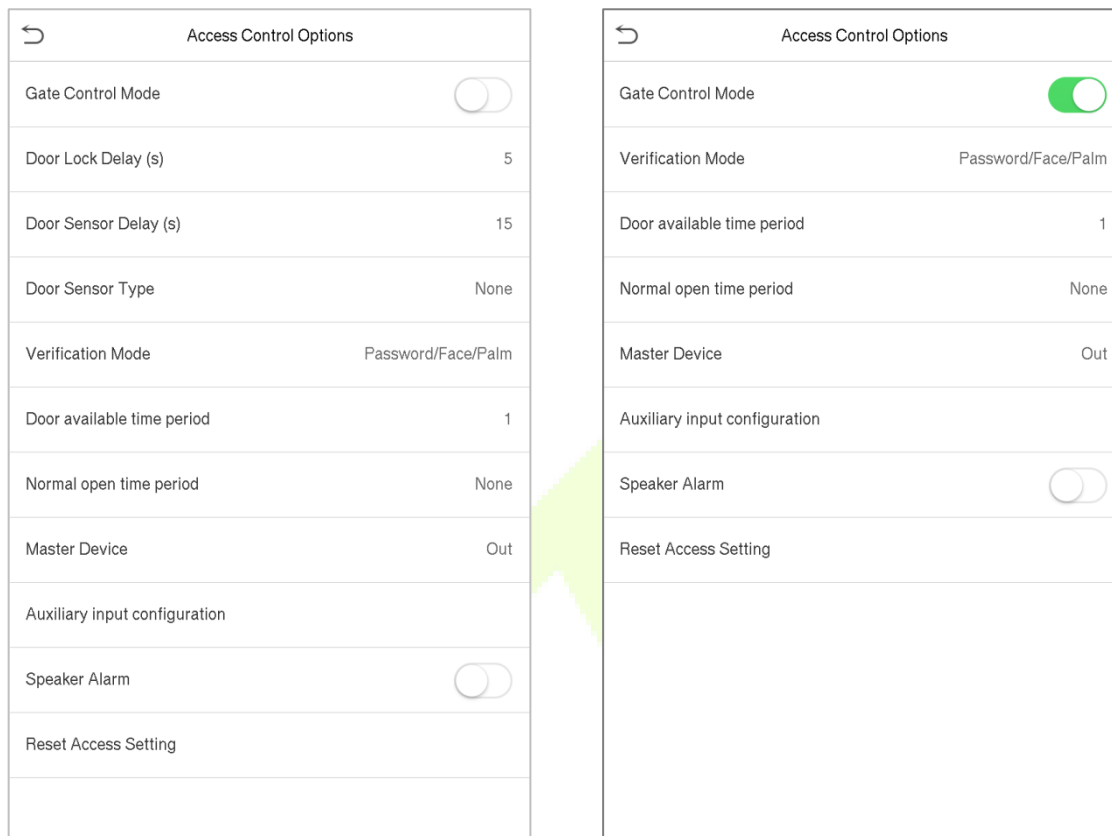 Access Control Options
Gate Control Mode
Door Lock Delay (s) 5
Door Sensor Delay (s) 15
Door Sensor Type None
Verification Mode Password/Face/Palm
Door available time period 1
Normal open time period None
Master Device Out
Auxiliary input configuration
Speaker Alarm
Reset Access Setting
Access Control Options
Gate Control Mode
Verification Mode Password/Face/Palm
Door available time period 1
Normal open time period None
Master Device Out
Auxiliary input configuration
Speaker Alarm
Reset Access Setting